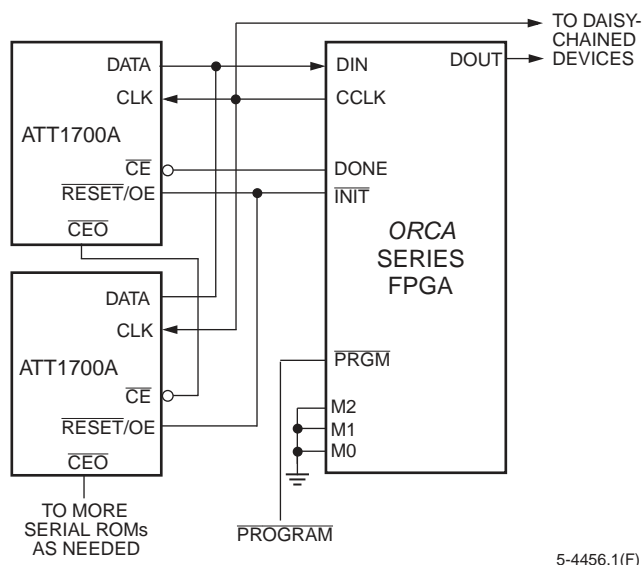 TO DAISY-
CHAINED
DEVICES
DATA
CLK
ATT1700A
CE
RESET/OE
CEO
DIN
CCLK
DONE
INIT
DOUT
ORCA
SERIES
FPGA
PRGM
M2
M1
M0
DATA
CLK
ATT1700A
CE
RESET/OE
CEO
TO MORE
SERIAL ROMs
AS NEEDED
PROGRAM
5-4456.1(F)